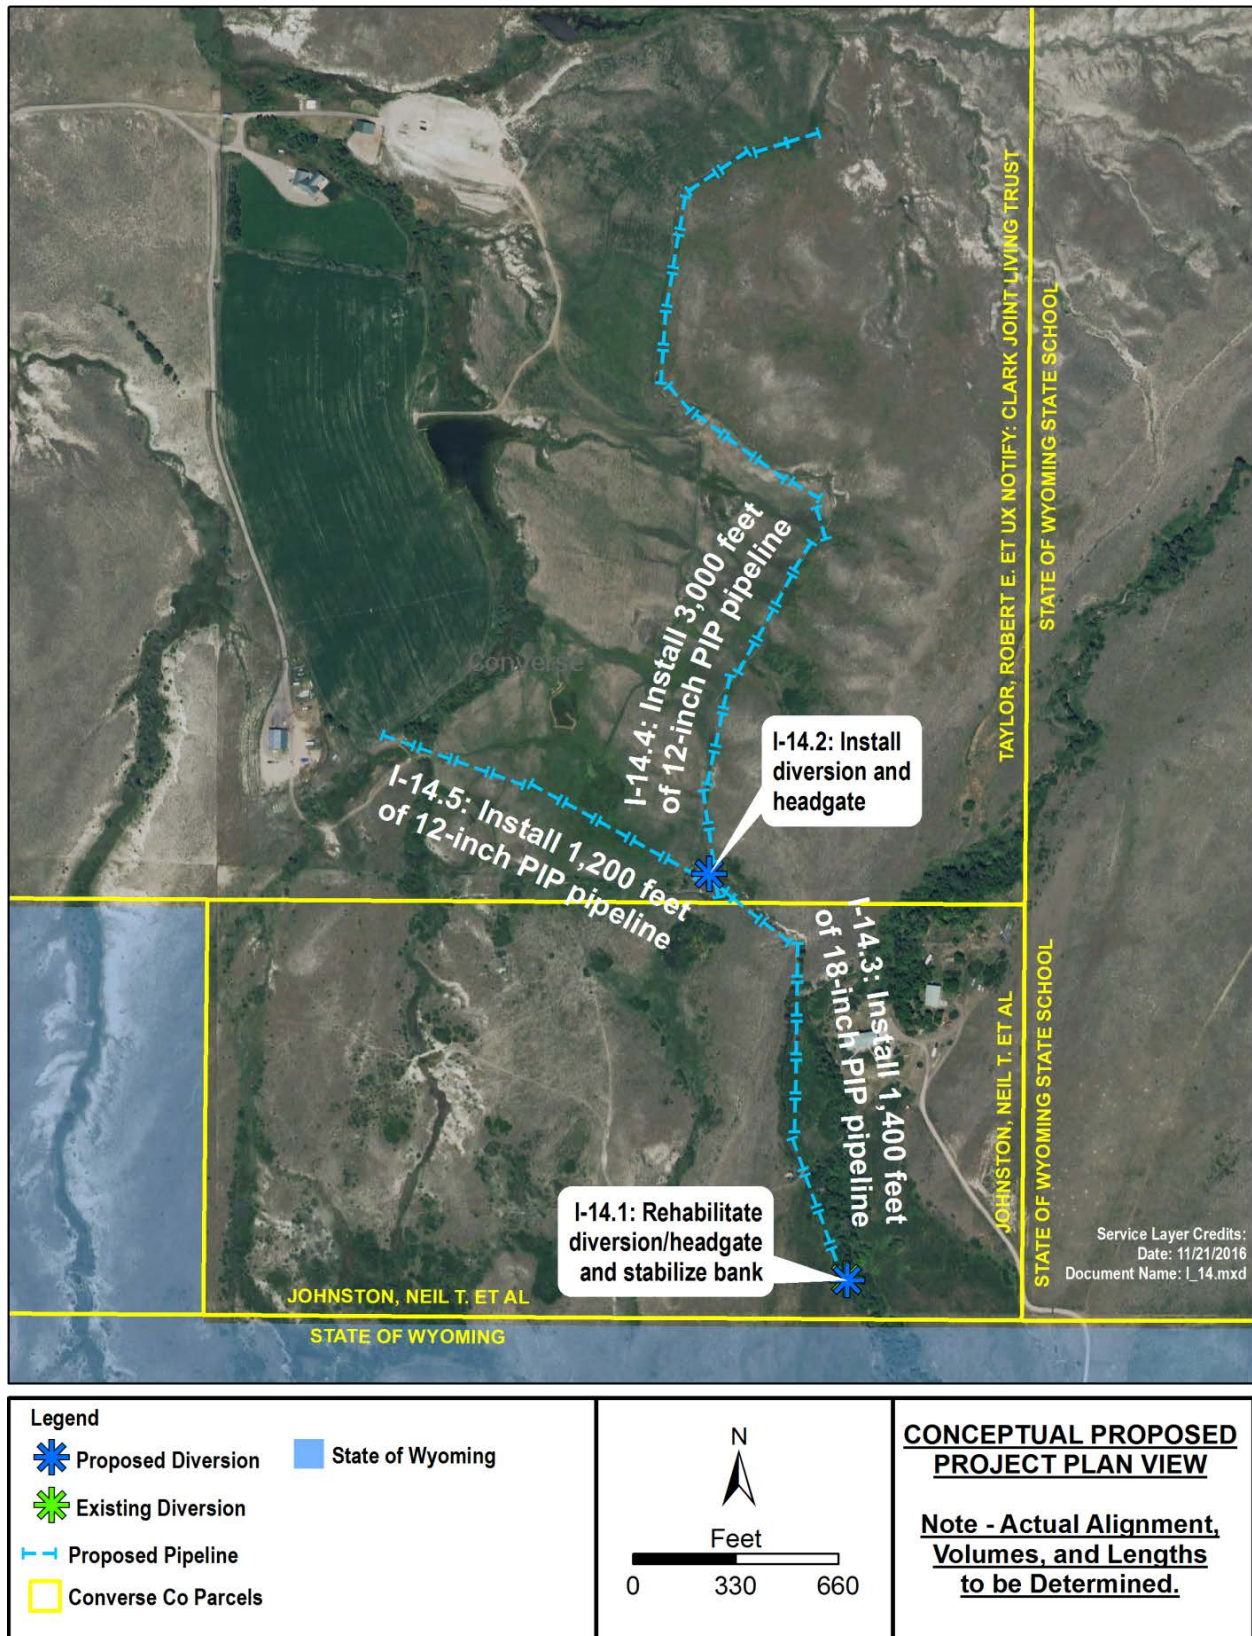 TAYLOR, ROBERT E. ET UX NOTIFY: CLARK JOINT LIVING TRUST
STATE OF WYOMING STATE SCHOOL
Converse
I-14.4: Install 3,000 feet
of 12-inch PIP pipeline
I-14.2: Install
diversion and
headgate
I-14.5: Install 1,200 feet
of 12-inch PIP pipeline
I-14.3: Install 1,400 feet
of 18-inch PIP pipeline
JOHNSTON, NEIL T. ET AL
STATE OF WYOMING STATE SCHOOL
I-14.1: Rehabilitate
diversion/headgate
and stabilize bank
Service Layer Credits:
Date: 11/21/2016
Document Name: I_14.mxd
JOHNSTON, NEIL T. ET AL
STATE OF WYOMING
Legend
Proposed Diversion
State of Wyoming
Existing Diversion
Proposed Pipeline
Converse Co Parcels
N
Feet
0 330 660
CONCEPTUAL PROPOSED
PROJECT PLAN VIEW
Note - Actual Alignment,
Volumes, and Lengths
to be Determined.